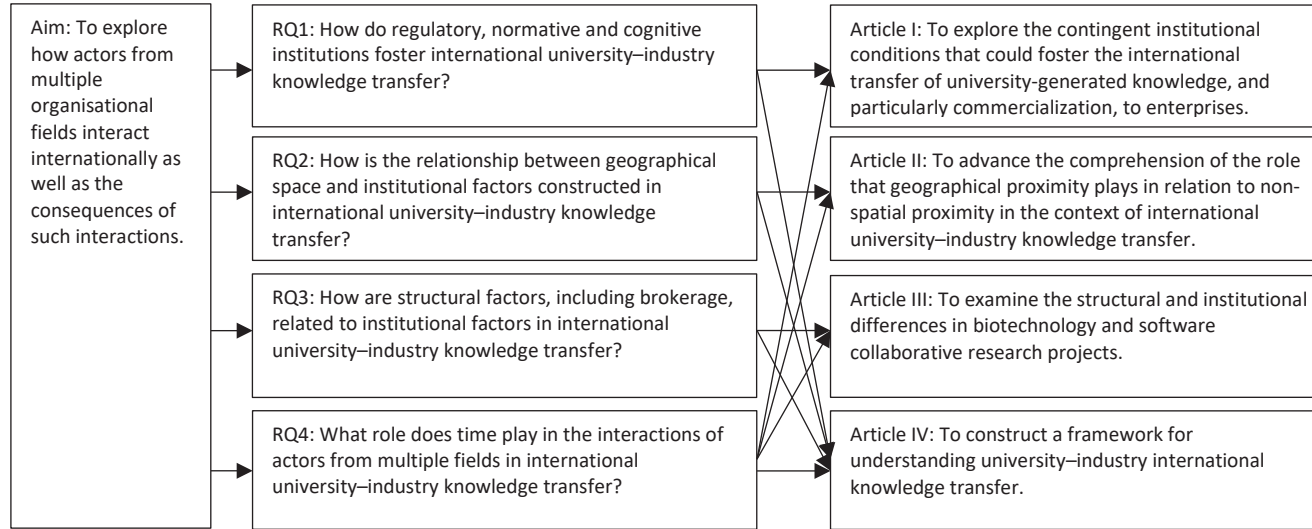 Aim: To explore
how actors from
multiple
organisational
fields interact
internationally as
well as the
consequences of
such interactions.
RQ1: How do regulatory, normative and cognitive
institutions foster international university–industry
knowledge transfer?
RQ2: How is the relationship between geographical
space and institutional factors constructed in
international university–industry knowledge
transfer?
RQ3: How are structural factors, including brokerage,
related to institutional factors in international
university–industry knowledge transfer?
RQ4: What role does time play in the interactions of
actors from multiple fields in international
university–industry knowledge transfer?
Article I: To explore the contingent institutional
conditions that could foster the international
transfer of university-generated knowledge, and
particularly commercialization, to enterprises.
Article II: To advance the comprehension of the role
that geographical proximity plays in relation to non-
spatial proximity in the context of international
university–industry knowledge transfer.
Article III: To examine the structural and institutional
differences in biotechnology and software
collaborative research projects.
Article IV: To construct a framework for
understanding university–industry international
knowledge transfer.